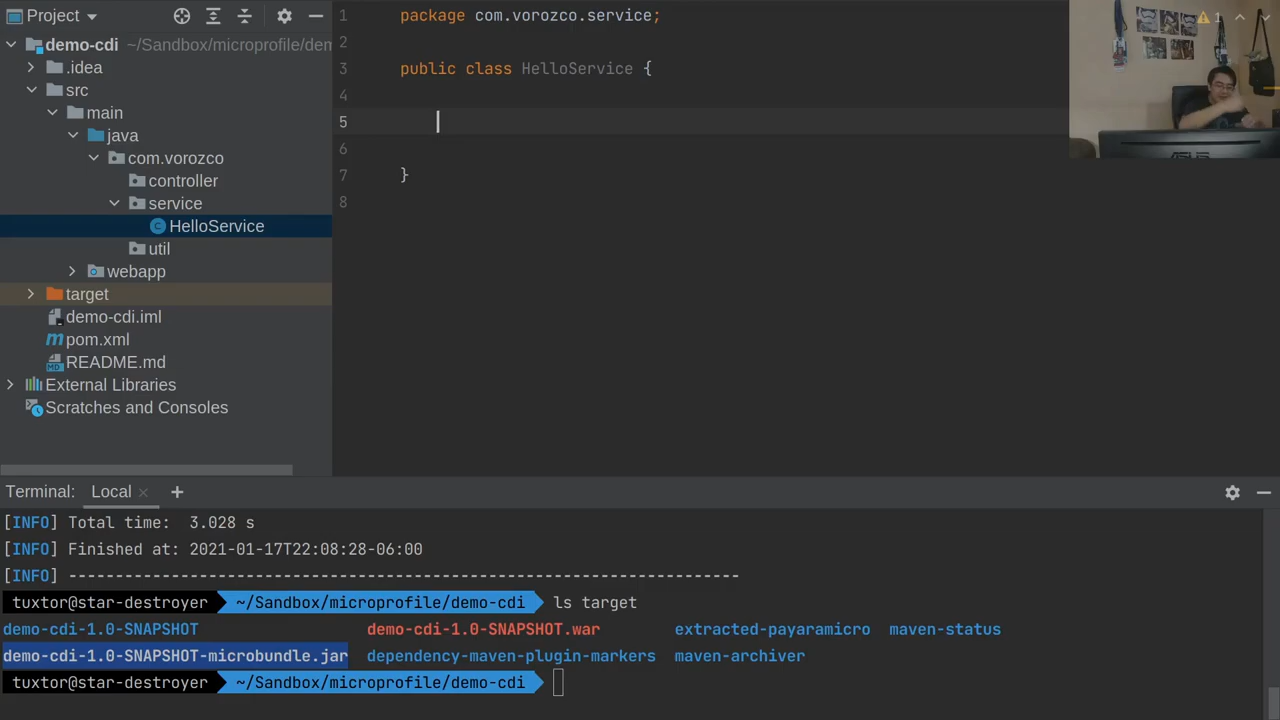 Project
demo-cdi ~/Sandbox/microprofile/dem
.idea
src
main
java
com.vorozco
controller
service
HelloService
util
webapp
target
demo-cdi.iml
pom.xml
README.md
External Libraries
Scratches and Consoles
1 package com.vorozco.service;
2
3 public class HelloService {
4
5
6
7 }
8
1
Terminal: Local
[INFO] Total time: 3.028 s
[INFO] Finished at: 2021-01-17T22:08:28-06:00
[INFO] ------------------------------------------------------------------------
tuxtor@star-destroyer ~/Sandbox/microprofile/demo-cdi ls target
demo-cdi-1.0-SNAPSHOT demo-cdi-1.0-SNAPSHOT.war extracted-payaramicro maven-status
demo-cdi-1.0-SNAPSHOT-microbundle.jar dependency-maven-plugin-markers maven-archiver
tuxtor@star-destroyer ~/Sandbox/microprofile/demo-cdi